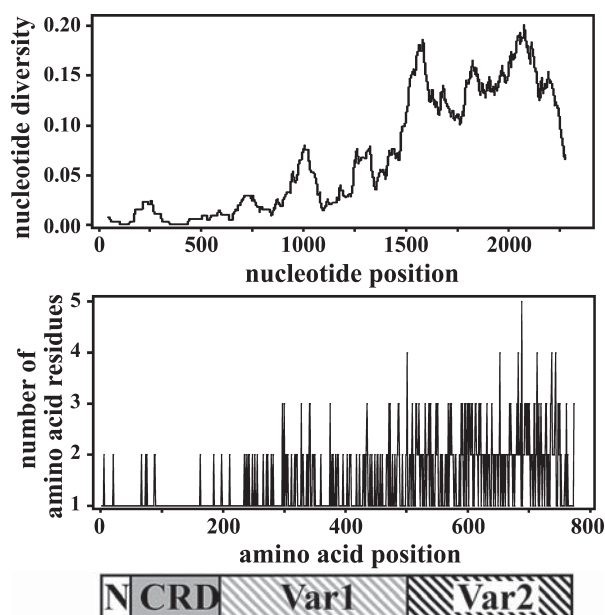 nucleotide diversity
0.20
0.15
0.10
0.05
0.00
0 500 1000 1500 2000
nucleotide position
number of
amino acid residues
5
4
3
2
1
0 200 400 600 800
amino acid position
N CRD Var1 Var2